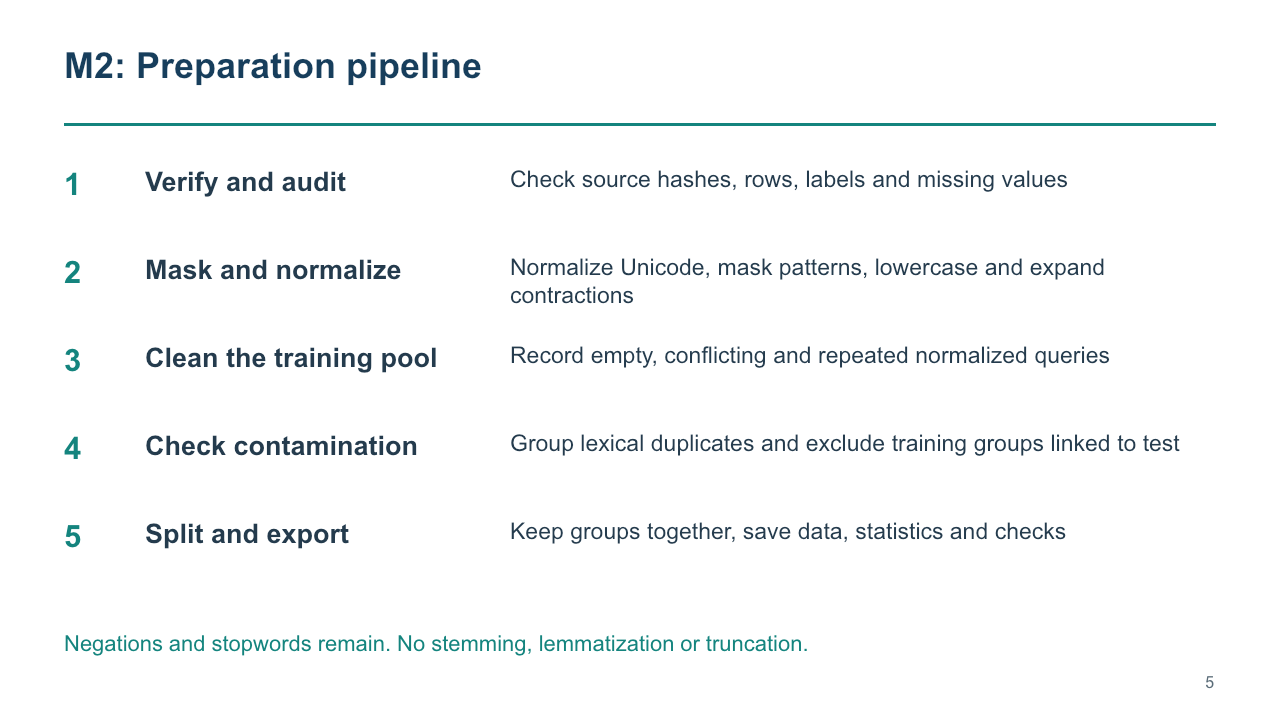 M2: Preparation pipeline
1 Verify and audit Check source hashes, rows, labels and missing values
2 Mask and normalize Normalize Unicode, mask patterns, lowercase and expand
contractions
3 Clean the training pool Record empty, conflicting and repeated normalized queries
4 Check contamination Group lexical duplicates and exclude training groups linked to test
5 Split and export Keep groups together, save data, statistics and checks
Negations and stopwords remain. No stemming, lemmatization or truncation.
5